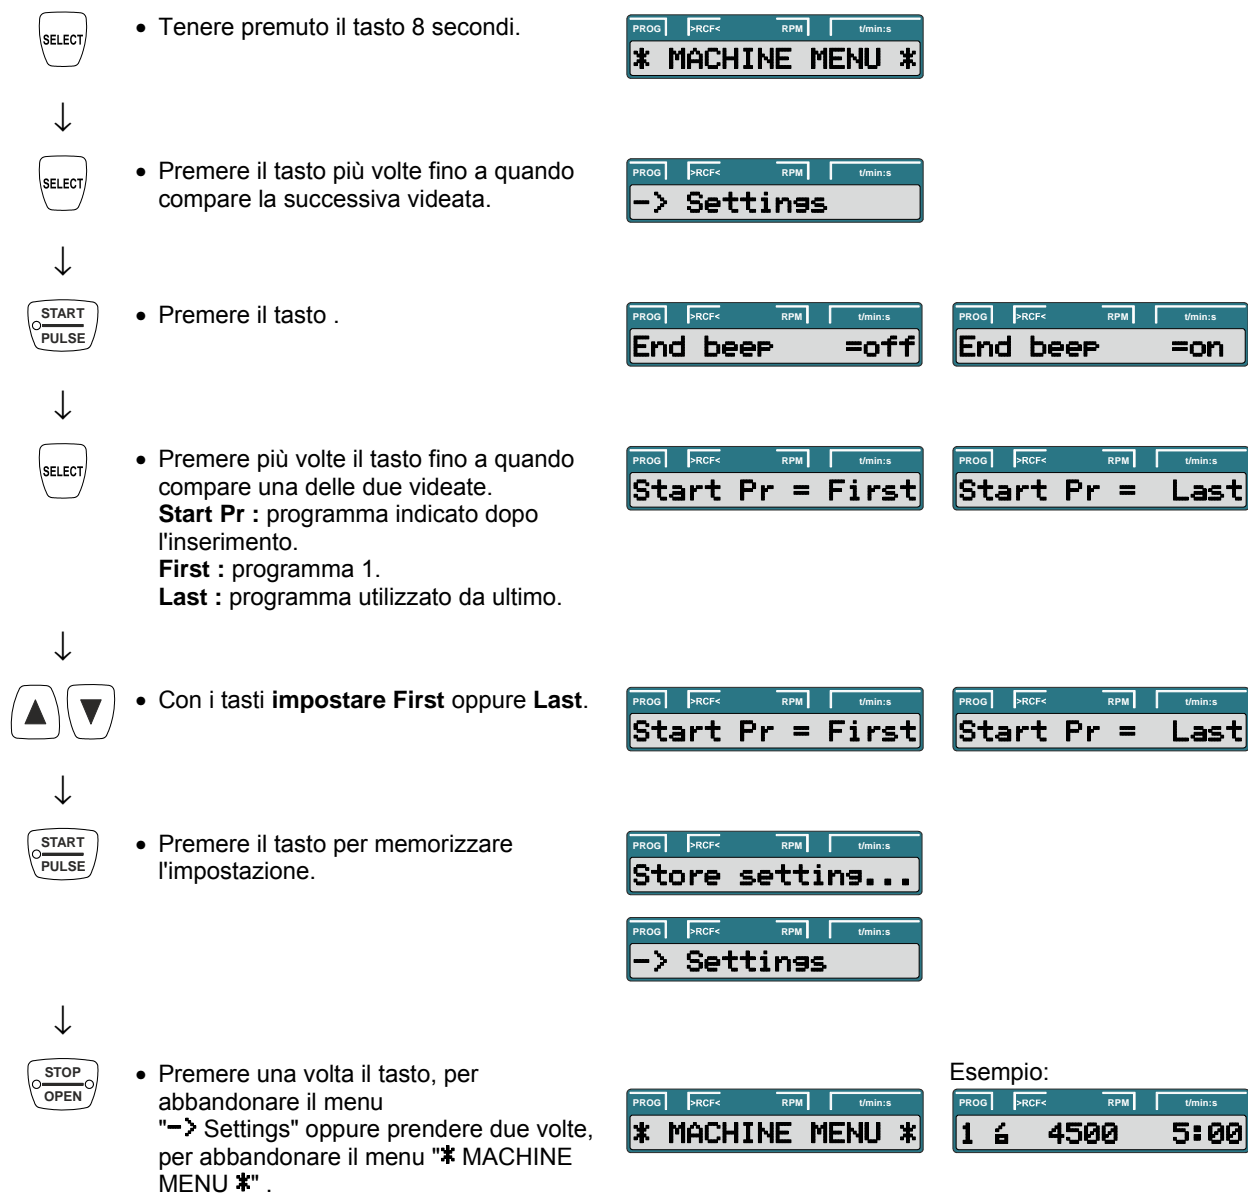 SELECT
• Tenere premuto il tasto 8 secondi.
PROG >RCF< RPM t/min:s
* MACHINE MENU *
↓
SELECT
• Premere il tasto più volte fino a quando
compare la successiva videata.
PROG >RCF< RPM t/min:s
-> Settings
↓
START
PULSE
• Premere il tasto .
PROG >RCF< RPM t/min:s
End beep =off
PROG >RCF< RPM t/min:s
End beep =on
↓
SELECT
• Premere più volte il tasto fino a quando
compare una delle due videate.
Start Pr : programma indicato dopo
l'inserimento.
First : programma 1.
Last : programma utilizzato da ultimo.
PROG >RCF< RPM t/min:s
Start Pr = First
PROG >RCF< RPM t/min:s
Start Pr = Last
↓
▲ ▼
• Con i tasti impostare First oppure Last.
PROG >RCF< RPM t/min:s
Start Pr = First
PROG >RCF< RPM t/min:s
Start Pr = Last
↓
START
PULSE
• Premere il tasto per memorizzare
l'impostazione.
PROG >RCF< RPM t/min:s
Store setting...
PROG >RCF< RPM t/min:s
-> Settings
↓
STOP
OPEN
• Premere una volta il tasto, per
abbandonare il menu
"-> Settings" oppure prendere due volte,
per abbandonare il menu "* MACHINE
MENU *" .
PROG >RCF< RPM t/min:s
* MACHINE MENU *
Esempio:
PROG >RCF< RPM t/min:s
1 4500 5:00